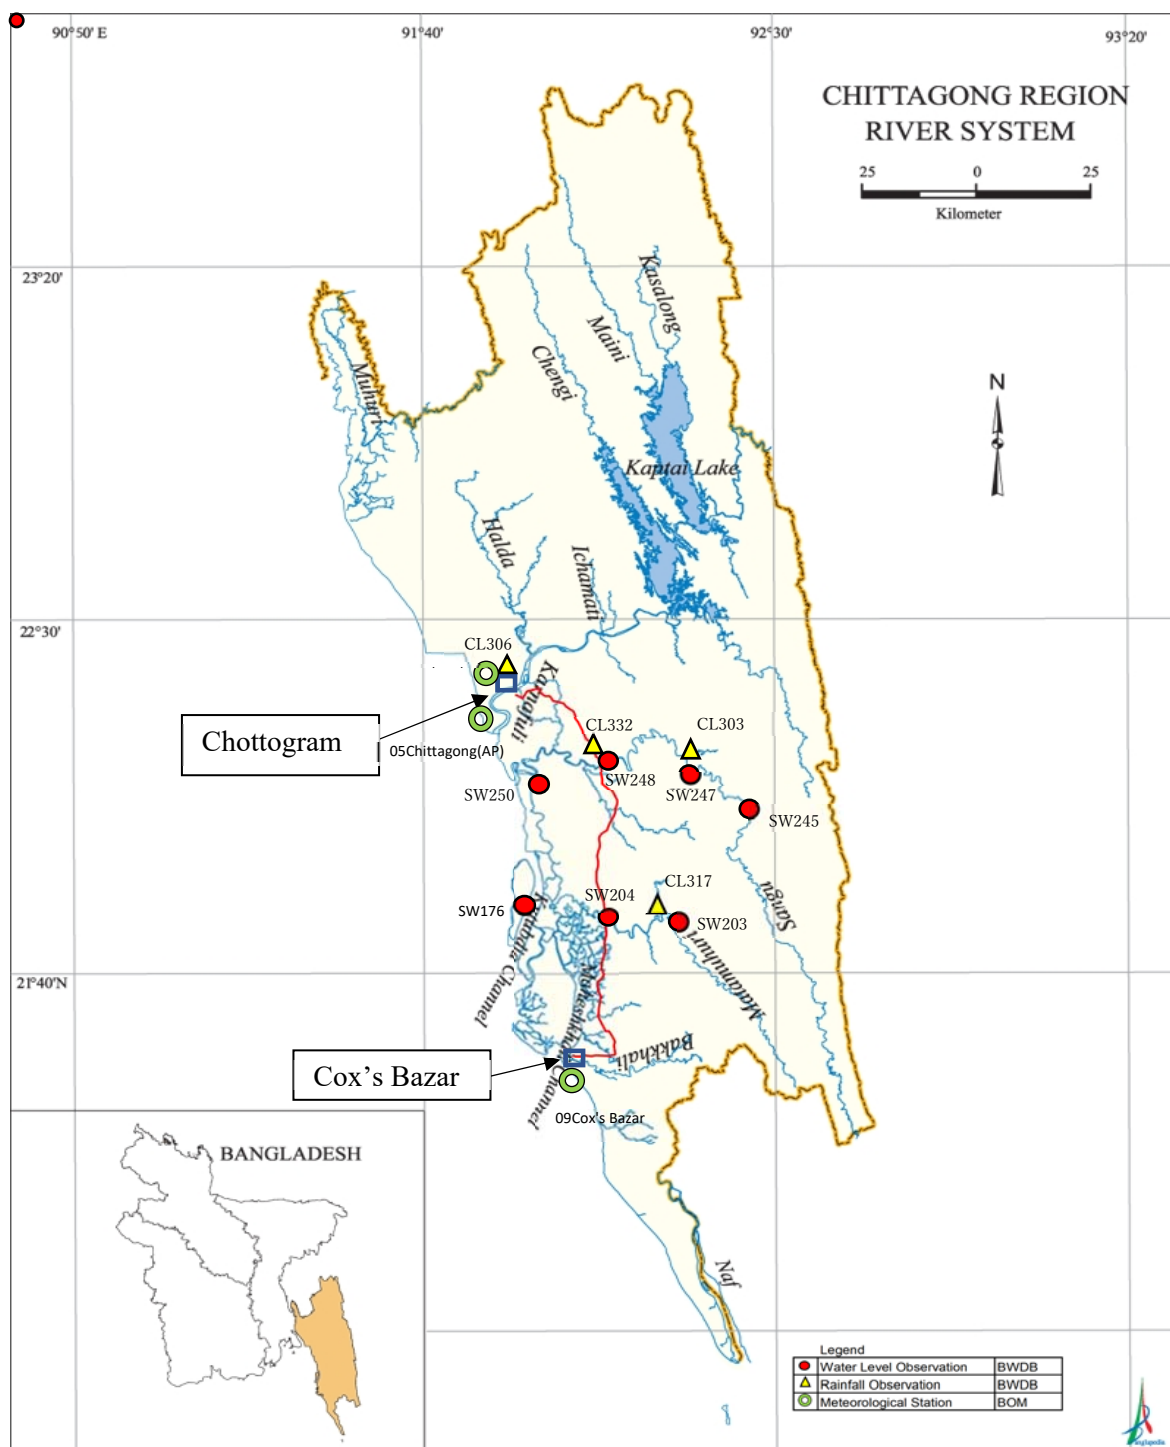 90°50' E
91°40'
92°30'
93°20'
CHITTAGONG REGION
RIVER SYSTEM
25
0
25
Kilometer
23°20'
Kasalong
Maini
Chengi
Muhuri
N
Kaptai Lake
Halda
Ichamati
22°30'
CL306
Karnafuli
Chottogram
05Chittagong(AP)
CL332
CL303
SW248
SW247
SW250
SW245
CL317
SW204
SW176
SW203
Sangu
Kutubdia Channel
Matamuhuri
21°40'N
Maheshkhali Channel
Bakkhali
Cox's Bazar
09Cox's Bazar
BANGLADESH
Naf
Legend
Water Level Observation BWDB
Rainfall Observation BWDB
Meteorological Station BOM
Banglapedia